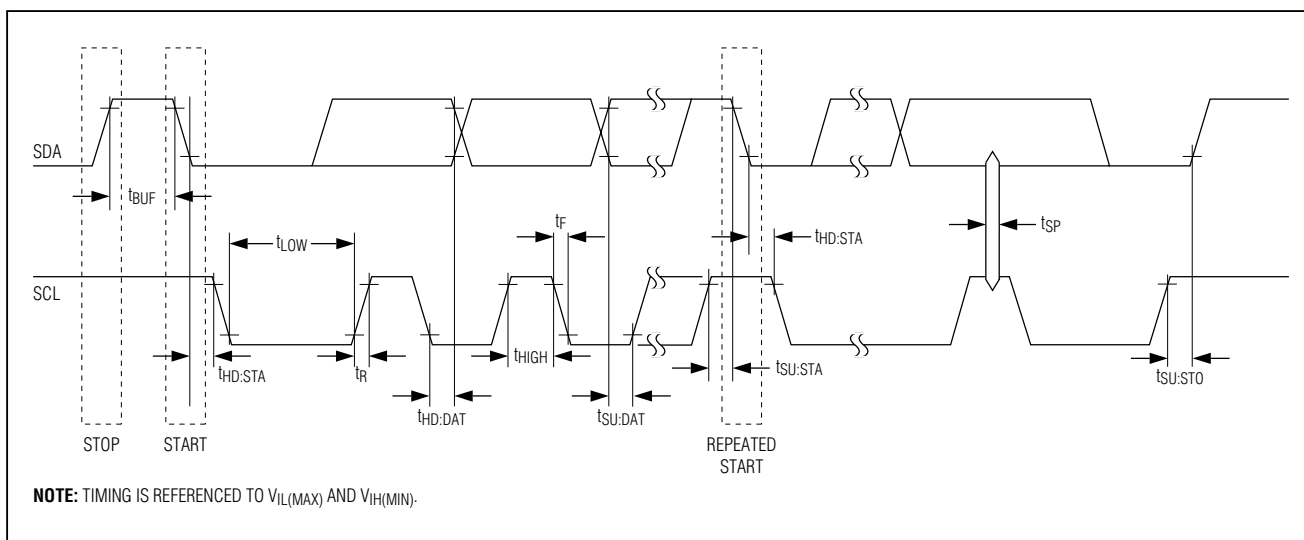 SDA
tBUF
tLOW
tF
tHD:STA
tSP
SCL
tHD:STA
tR
tHIGH
tHD:DAT
tSU:DAT
tSU:STA
tSU:STO
STOP
START
REPEATED
START
NOTE: TIMING IS REFERENCED TO VIL(MAX) AND VIH(MIN).